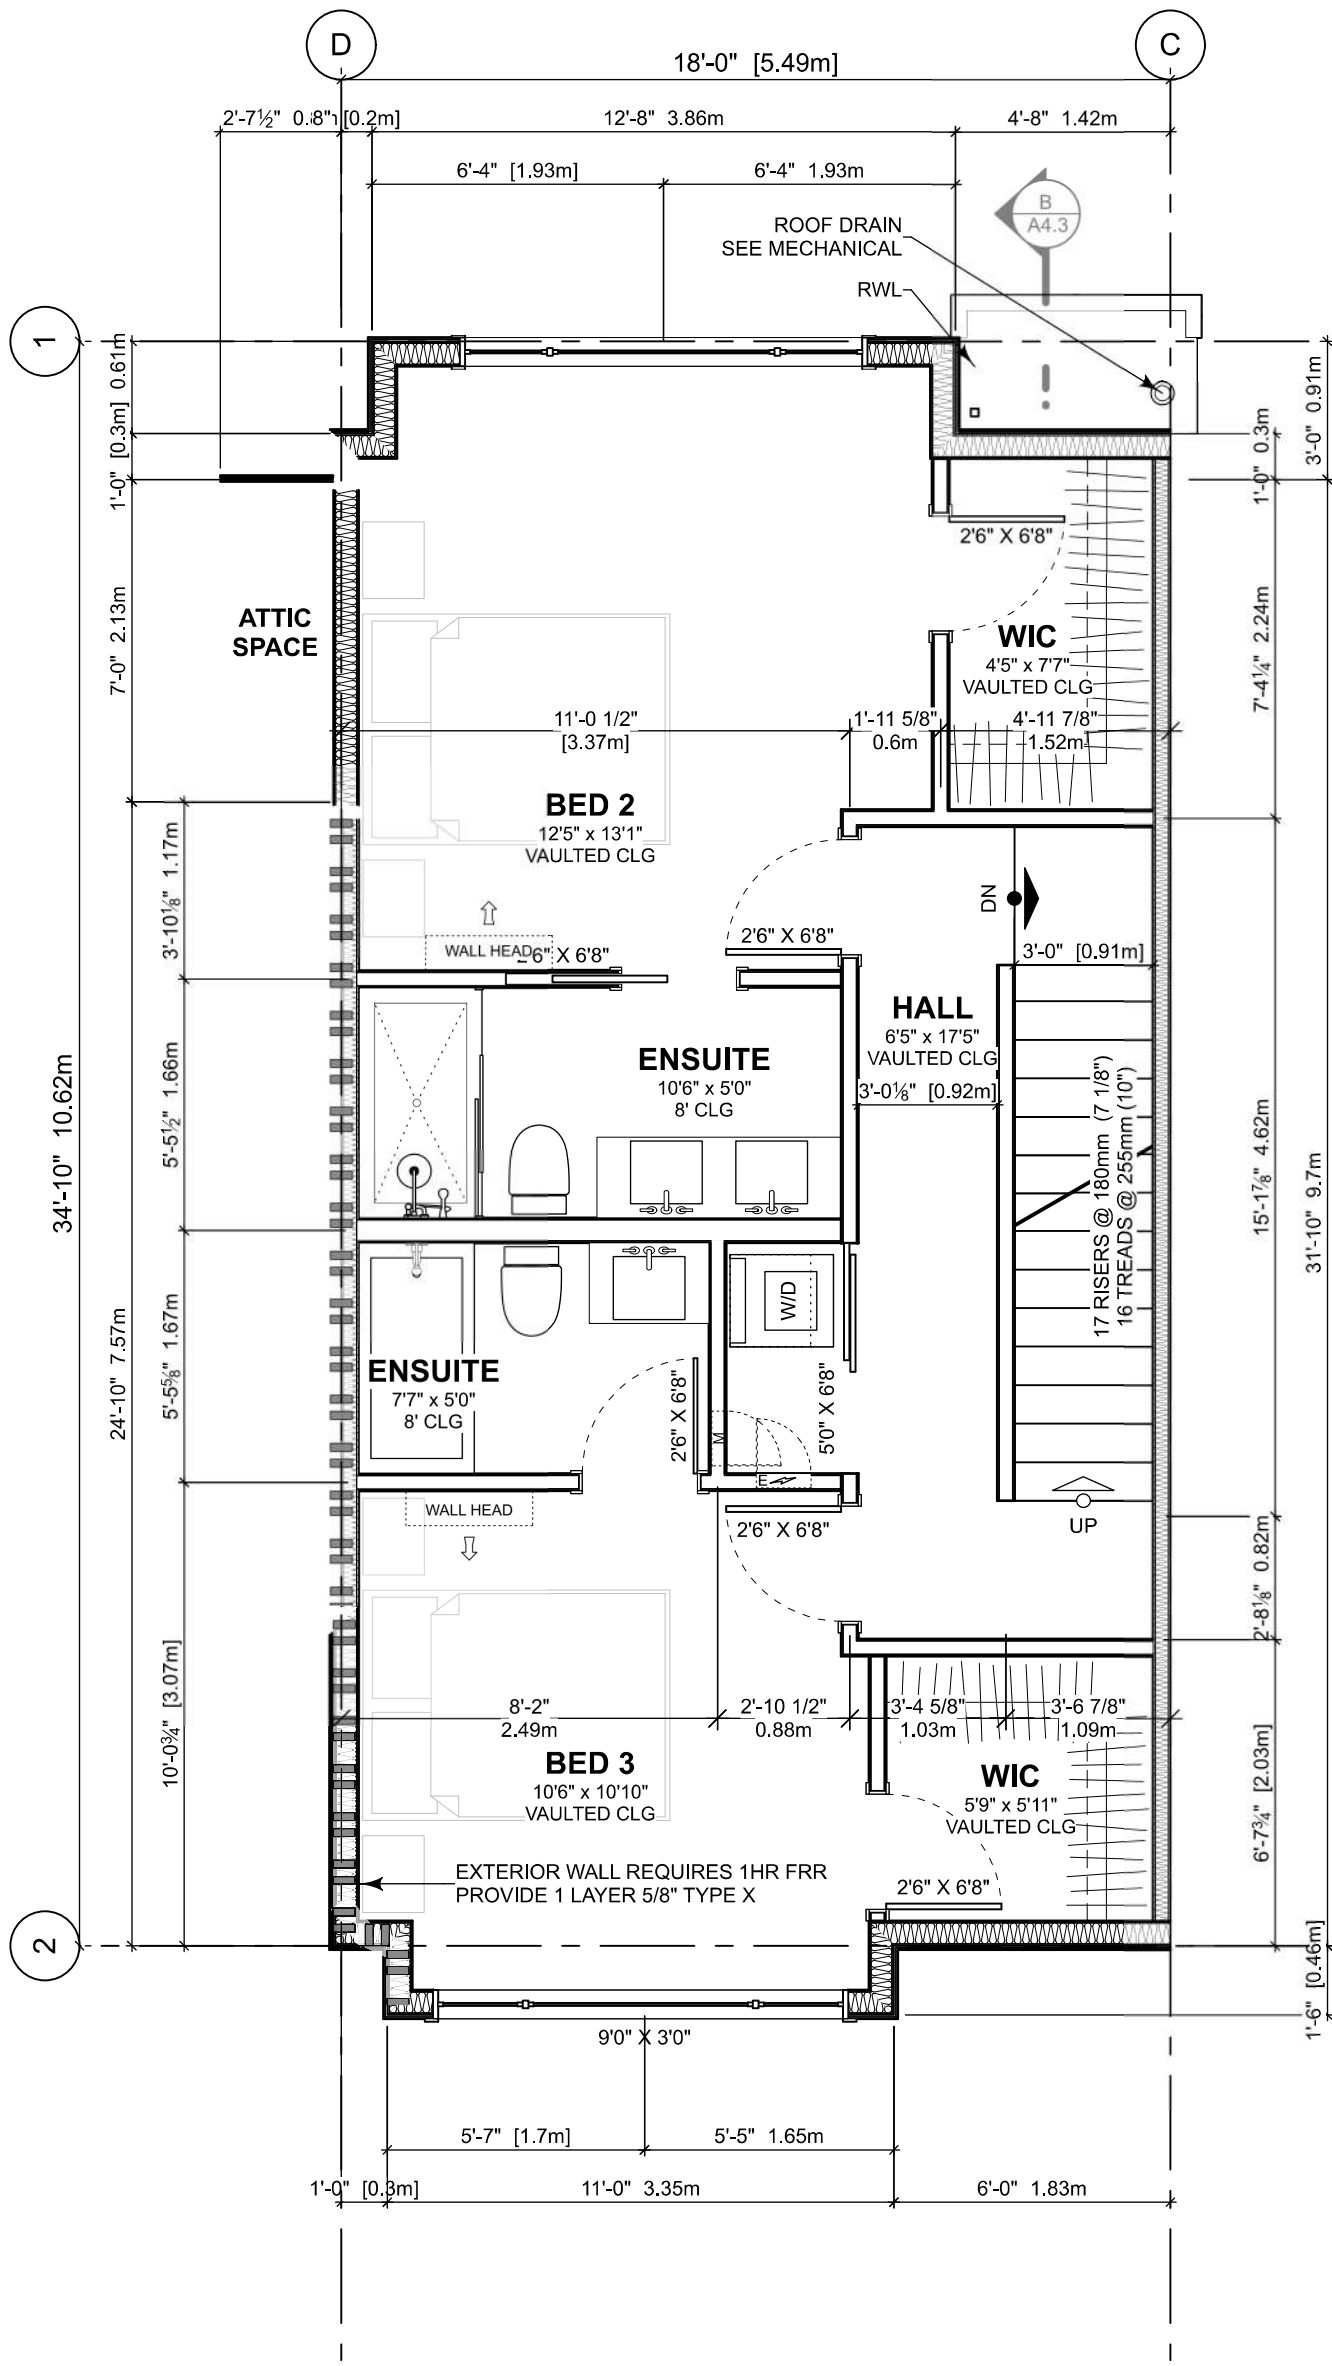 D
C
18'-0" [5.49m]
2'-7½"
[0.2m]
12'-8" 3.86m
4'-8" 1.42m
6'-4" [1.93m]
6'-4" 1.93m
B
A4.3
ROOF DRAIN
SEE MECHANICAL
RWL
1
0.61m
1'-0" [0.3m]
7'-0" 2.13m
3'-0" 0.91m
1'-0" 0.3m
7'-4¼" 2.24m
2'6" X 6'8"
ATTIC
SPACE
WIC
4'5" x 7'7"
VAULTED CLG
11'-0 1/2"
[3.37m]
1'-11 5/8"
0.6m
4'-11 7/8"
1.52m
BED 2
12'5" x 13'1"
VAULTED CLG
3'-10⅛" 1.17m
DN
WALL HEAD
2'6" X 6'8"
2'6" X 6'8"
3'-0" [0.91m]
HALL
6'5" x 17'5"
VAULTED CLG
3'-0⅛" [0.92m]
ENSUITE
10'6" x 5'0"
8' CLG
5'-5½" 1.66m
34'-10" 10.62m
17 RISERS @ 180mm (7 1/8")
16 TREADS @ 255mm (10")
15'-1⅞" 4.62m
31'-10" 9.7m
W/D
ENSUITE
7'7" x 5'0"
8' CLG
5'-5⅝" 1.67m
24'-10" 7.57m
2'6" X 6'8"
M
E
5'0" X 6'8"
WALL HEAD
2'6" X 6'8"
UP
2'-8⅛" 0.82m
10'-0¾" [3.07m]
8'-2"
2.49m
2'-10 1/2"
0.88m
3'-4 5/8"
1.03m
3'-6 7/8"
1.09m
BED 3
10'6" x 10'10"
VAULTED CLG
WIC
5'9" x 5'11"
VAULTED CLG
6'-7¾" [2.03m]
EXTERIOR WALL REQUIRES 1HR FRR
PROVIDE 1 LAYER 5/8" TYPE X
2'6" X 6'8"
2
1'-6" [0.46m]
9'0" X 3'0"
5'-7" [1.7m]
5'-5" 1.65m
1'-0" [0.3m]
11'-0" 3.35m
6'-0" 1.83m